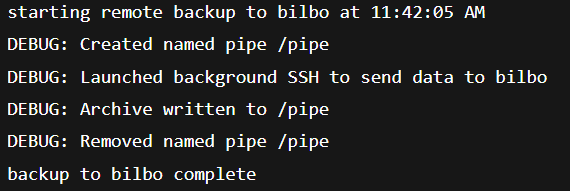 starting remote backup to bilbo at 11:42:05 AM
DEBUG: Created named pipe /pipe
DEBUG: Launched background SSH to send data to bilbo
DEBUG: Archive written to /pipe
DEBUG: Removed named pipe /pipe
backup to bilbo complete